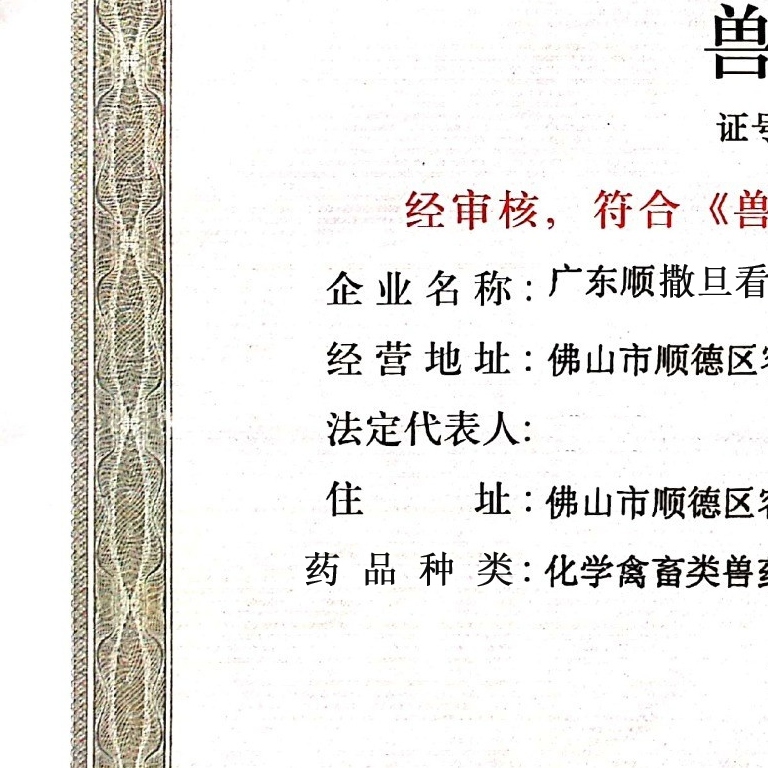 兽
证号
经审核，符合《兽
企业名称：广东顺撒旦看
经营地址：佛山市顺德区
法定代表人：
住址：佛山市顺德区
药品种类：化学禽畜类兽药